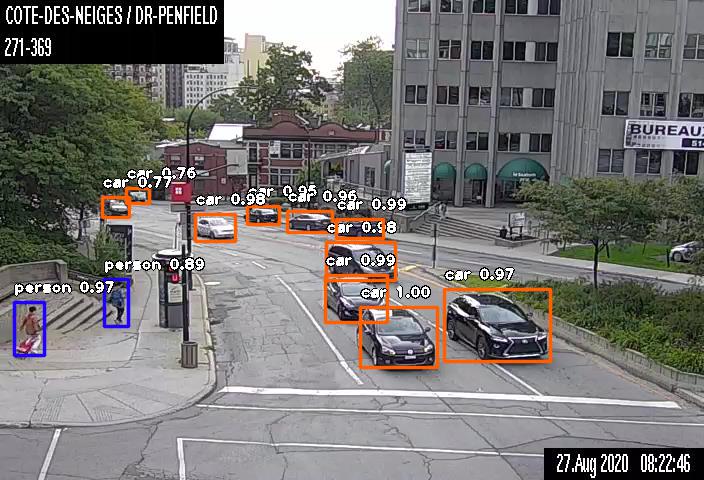 COTE-DES-NEIGES / DR-PENFIELD
271-369
car 0.76
car 0.77
car 0.98
car 0.95
car 0.96
car 0.99
car 0.98
car 0.99
person 0.89
car 0.97
person 0.97
car 1.00
BUREAUX
514
27.Aug 2020 08:22:46